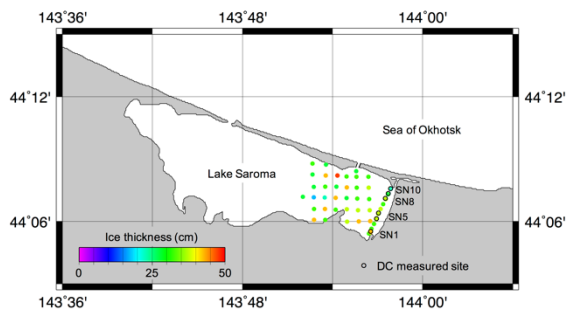 143˚36' 143˚48' 144˚00'
44˚12' 44˚12'
Sea of Okhotsk
Lake Saroma
SN10
SN8
SN5
44˚06' 44˚06'
SN1
Ice thickness (cm)
0 25 50
DC measured site
143˚36' 143˚48' 144˚00'